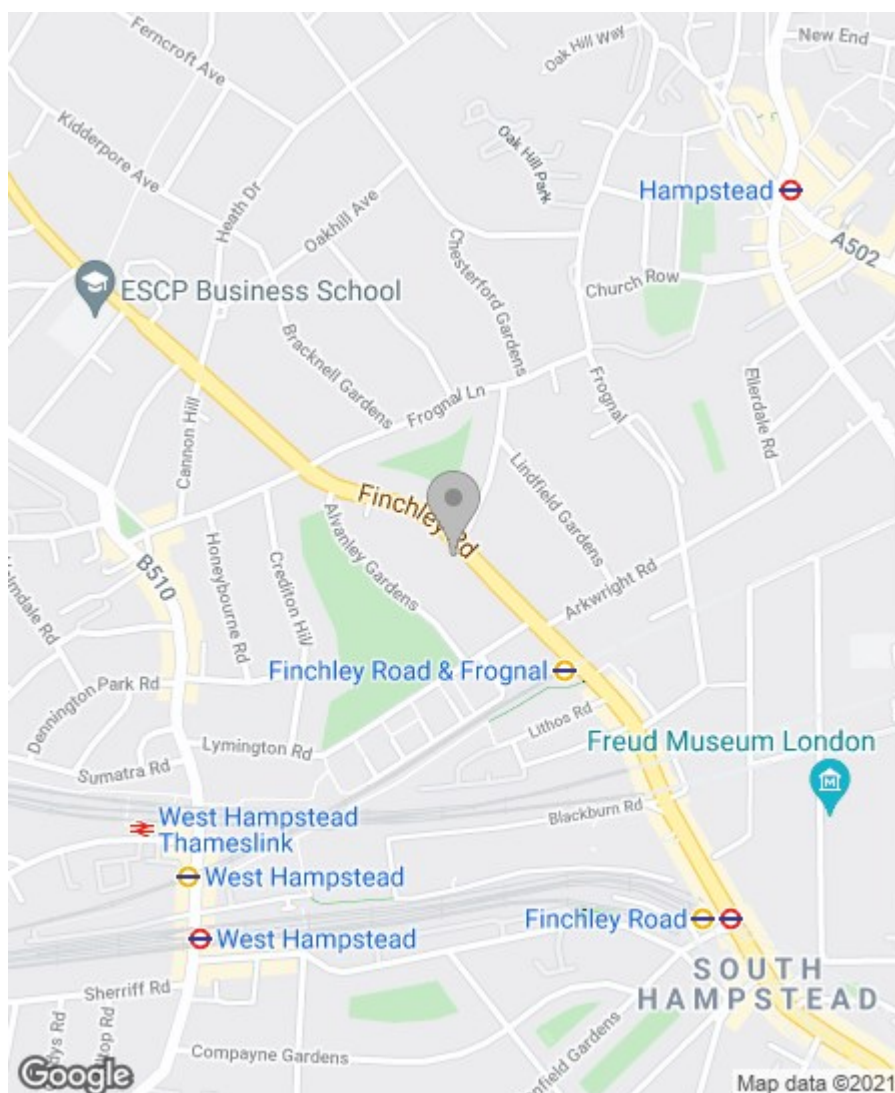 Ferncroft Ave
Oak Hill Way
New End
Kidderpore Ave
Oak Hill Park
Hampstead
Heath Dr
Oakhill Ave
Chesterford Gardens
A502
Church Row
ESCP Business School
Bracknell Gardens
Frognal
Ellerdale Rd
Frognal Ln
Cannon Hill
Lindfield Gardens
Finchley Rd
Alvanley Gardens
B510
Honeybourne Rd
Crediton Hill
Arkwright Rd
Finchley Road & Frognal
Dennington Park Rd
Lithos Rd
Lymington Rd
Freud Museum London
Sumatra Rd
Blackburn Rd
West Hampstead
Thameslink
West Hampstead
Finchley Road
West Hampstead
SOUTH
HAMPSTEAD
Sherriff Rd
Compayne Gardens
Google
Map data ©2021